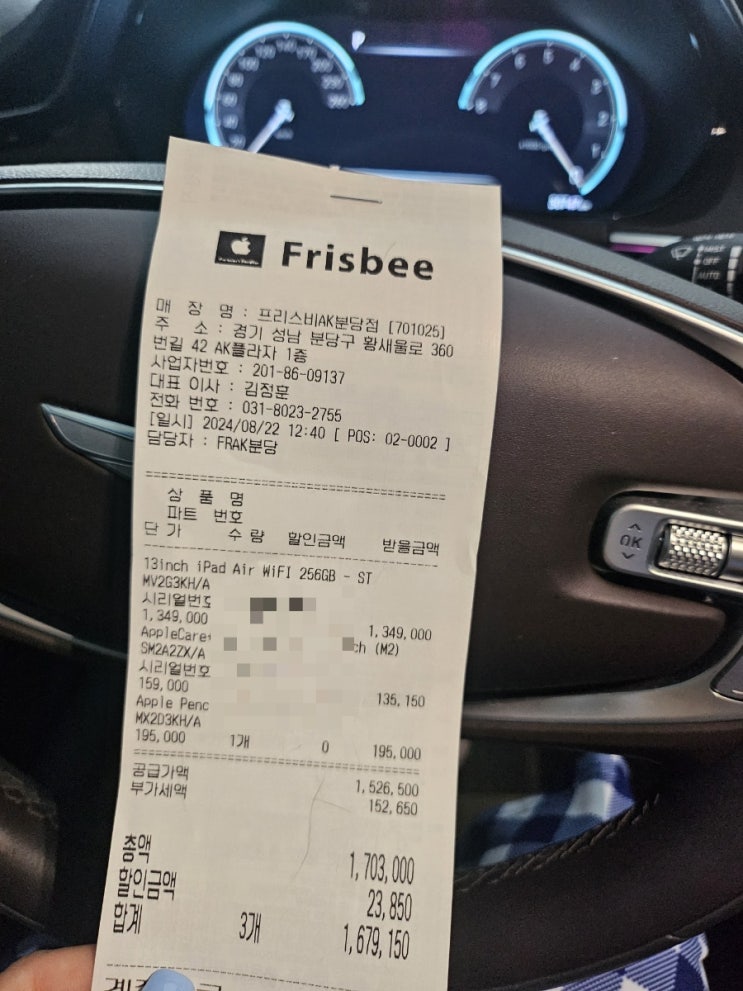 Frisbee
매 장 명 : 프리스비AK분당점 [701025]
주 소 : 경기 성남 분당구 황새울로 360
번길 42 AK플라자 1층
사업자번호 : 201-86-09137
대표 이사 : 김정훈
전화 번호 : 031-8023-2755
[일시] 2024/08/22 12:40 [ POS: 02-0002 ]
담당자 : FRAK분당
상 품 명
파트 번호
단 가 수 량 할인금액 받을금액
13inch iPad Air WiFI 256GB - ST
MV2G3KH/A
시리얼번호
1,349,000 1,349,000
AppleCare+ ch (M2)
SM2A2ZX/A
시리얼번호
159,000 135,150
Apple Penc
MX2D3KH/A
195,000 1개 0 195,000
공급가액 1,526,500
부가세액 152,650
총액 1,703,000
할인금액 23,850
합계 3개 1,679,150
P
OK
MIST
OFF
AUTO